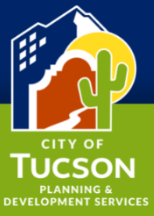 CITY OF
TUCSON
PLANNING &
DEVELOPMENT SERVICES